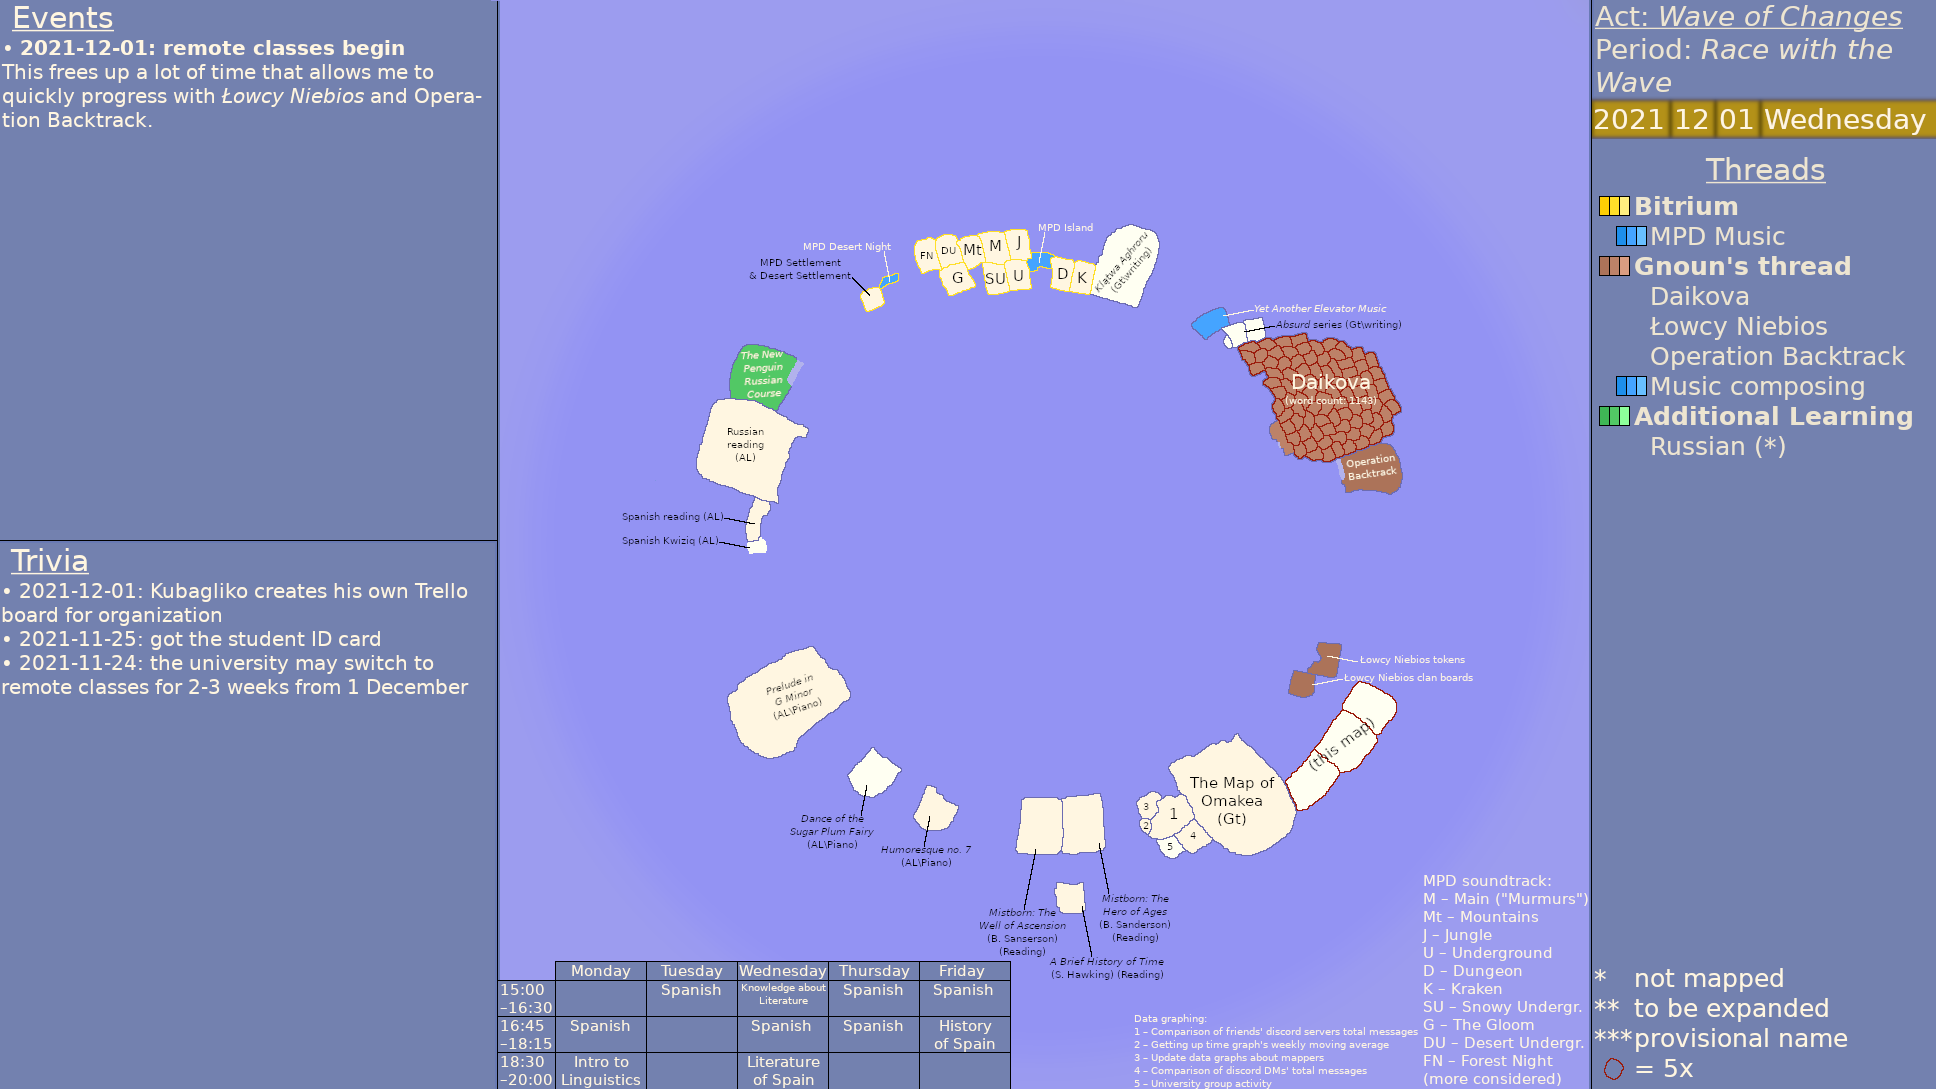 Events
• 2021-12-01: remote classes begin
This frees up a lot of time that allows me to
quickly progress with Łowcy Niebios and Opera-
tion Backtrack.
Trivia
• 2021-12-01: Kubagliko creates his own Trello
board for organization
• 2021-11-25: got the student ID card
• 2021-11-24: the university may switch to
remote classes for 2-3 weeks from 1 December
MPD Desert Night
MPD Settlement
& Desert Settlement
FN
DU
Mt
M
J
G
SU
U
MPD Island
D
K
Klątwa Aghroru
(Gt\writing)
Yet Another Elevator Music
Absurd series (Gt\writing)
Daikova
(word count: 1143)
Operation
Backtrack
The New
Penguin
Russian
Course
Russian
reading
(AL)
Spanish reading (AL)
Spanish Kwiziq (AL)
Prelude in
G Minor
(AL\Piano)
Dance of the
Sugar Plum Fairy
(AL\Piano)
Humoresque no. 7
(AL\Piano)
Mistborn: The
Well of Ascension
(B. Sanserson)
(Reading)
Mistborn: The
Hero of Ages
(B. Sanderson)
(Reading)
A Brief History of Time
(S. Hawking) (Reading)
Łowcy Niebios tokens
Łowcy Niebios clan boards
(this map)
The Map of
Omakea
(Gt)
3
1
2
4
5
Monday Tuesday Wednesday Thursday Friday
15:00
–16:30
Spanish
Knowledge about
Literature
Spanish
Spanish
16:45
–18:15
Spanish
Spanish
Spanish
History
of Spain
18:30
–20:00
Intro to
Linguistics
Literature
of Spain
Data graphing:
1 – Comparison of friends' discord servers total messages
2 – Getting up time graph's weekly moving average
3 – Update data graphs about mappers
4 – Comparison of discord DMs' total messages
5 – University group activity
MPD soundtrack:
M – Main ("Murmurs")
Mt – Mountains
J – Jungle
U – Underground
D – Dungeon
K – Kraken
SU – Snowy Undergr.
G – The Gloom
DU – Desert Undergr.
FN – Forest Night
(more considered)
Act: Wave of Changes
Period: Race with the
Wave
2021 12 01 Wednesday
Threads
Bitrium
MPD Music
Gnoun's thread
Daikova
Łowcy Niebios
Operation Backtrack
Music composing
Additional Learning
Russian (*)
* not mapped
** to be expanded
*** provisional name
= 5x